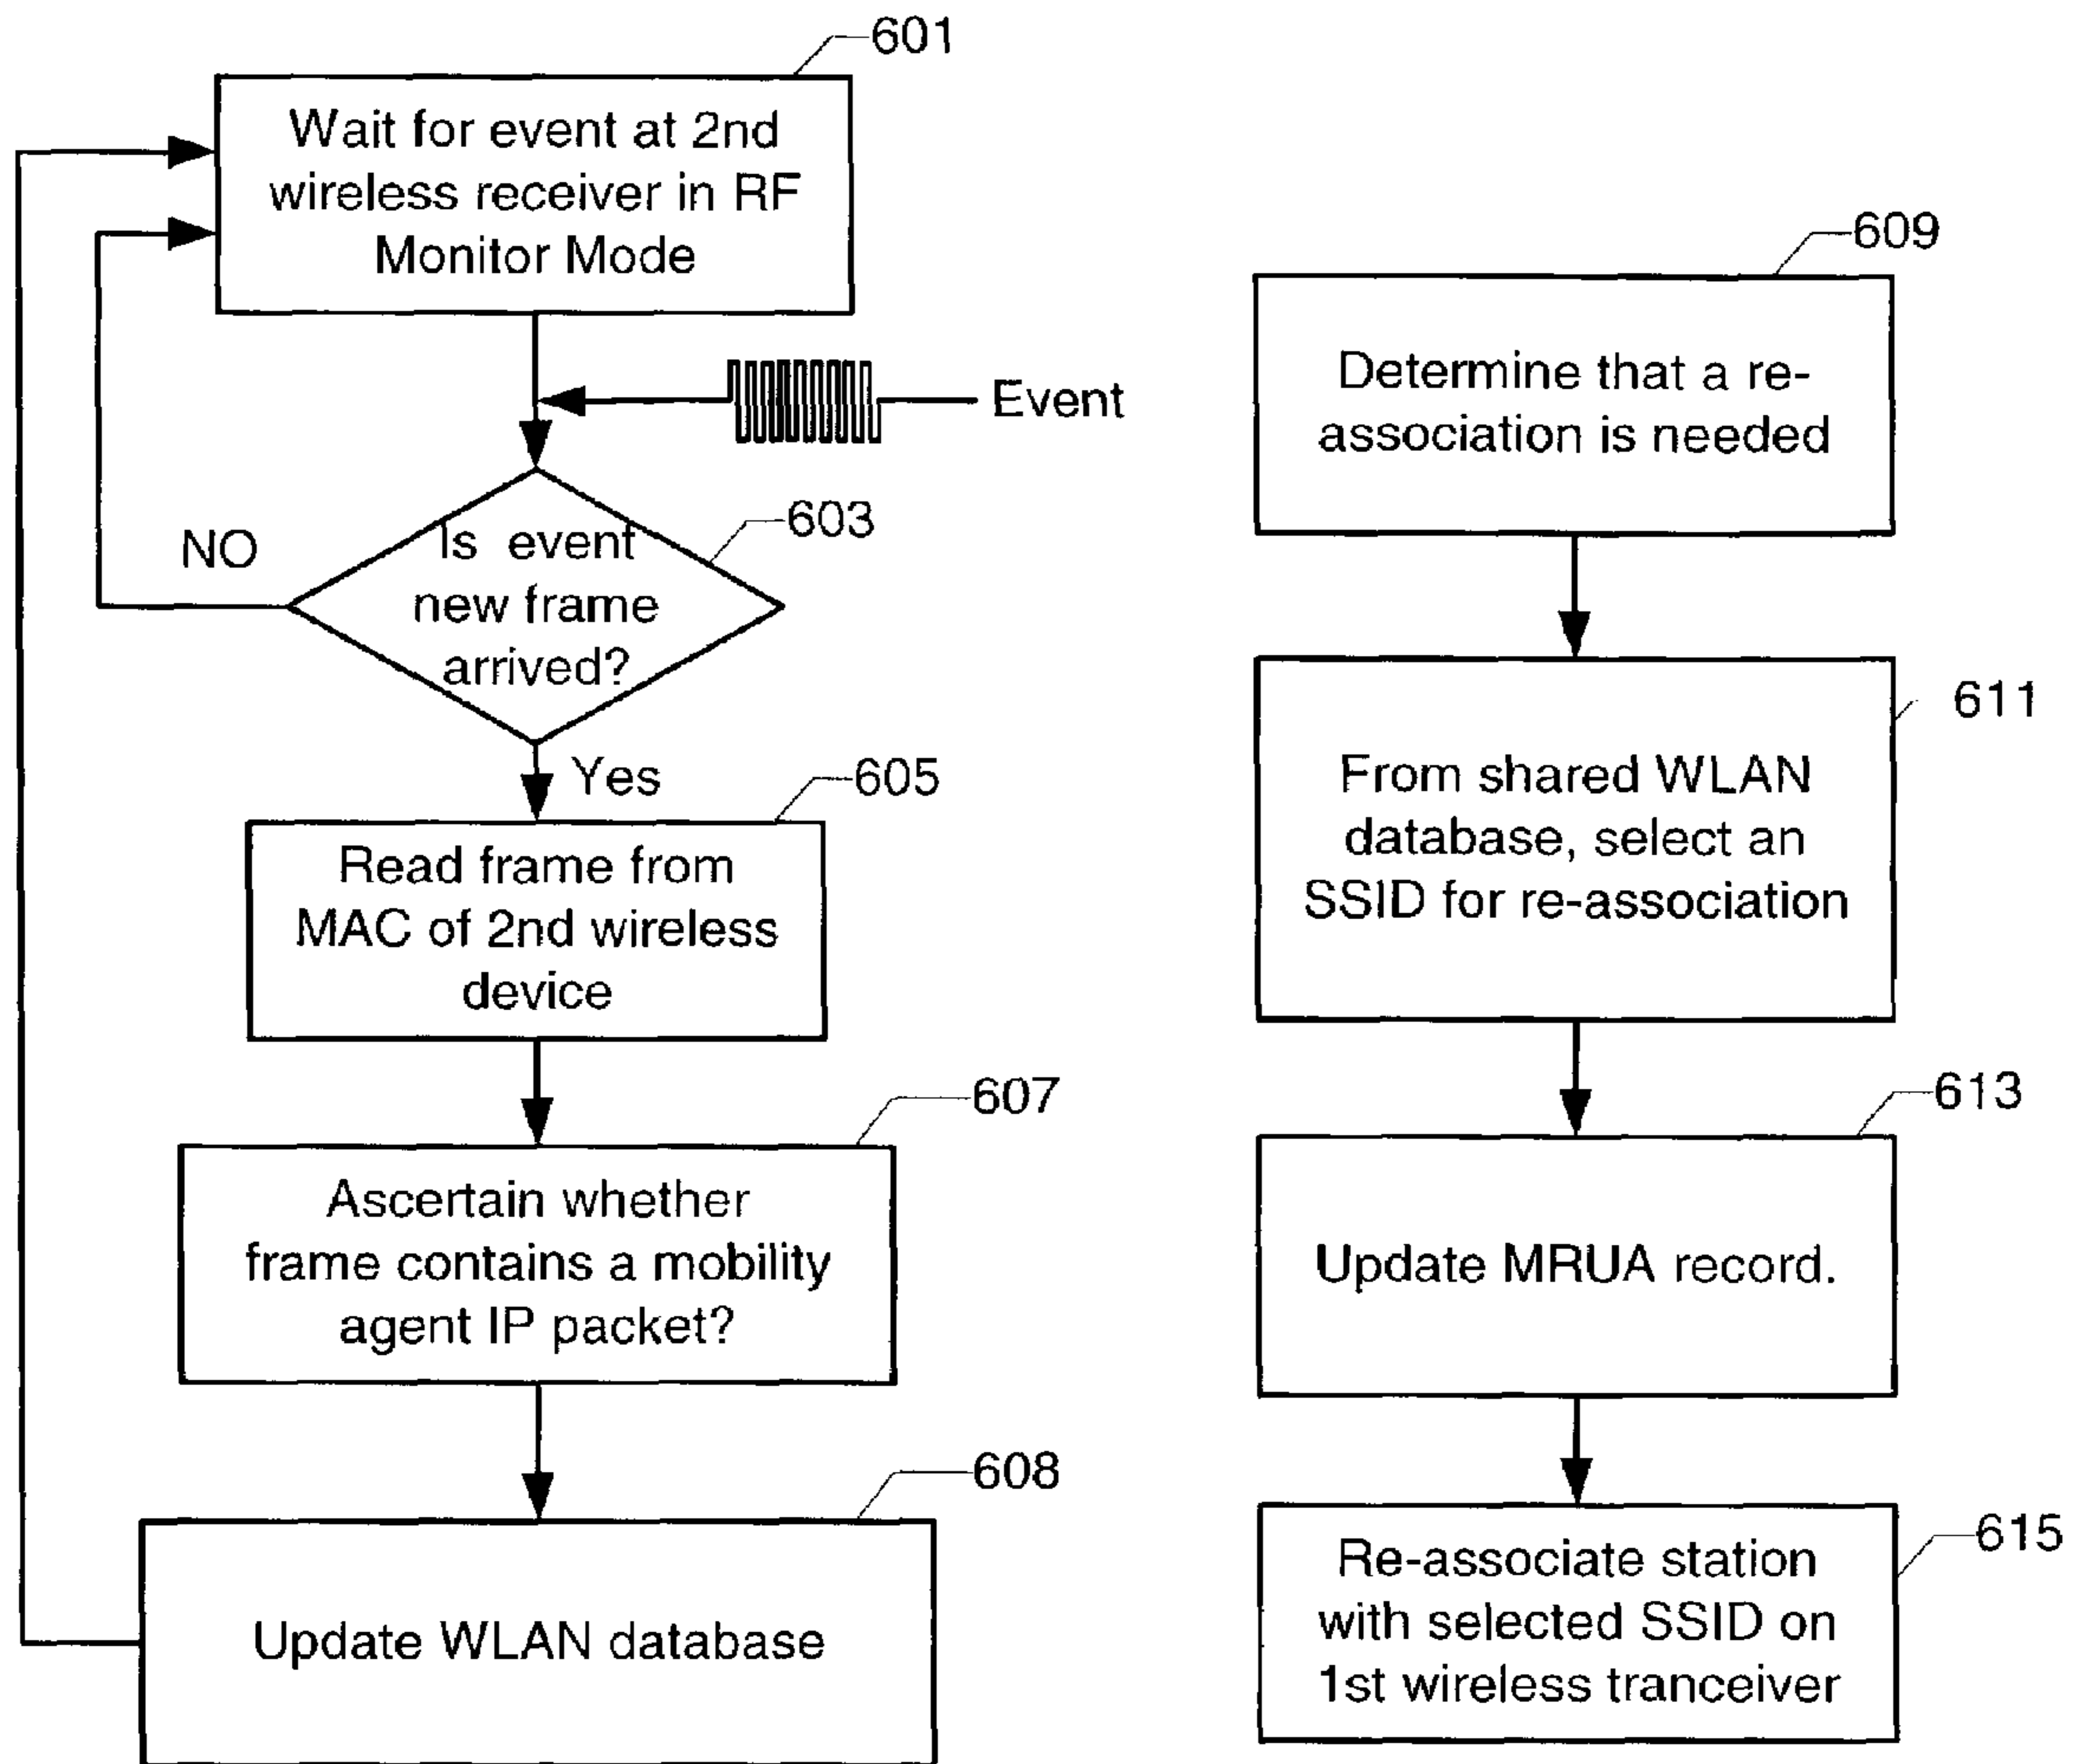 601
Wait for event at 2nd
wireless receiver in RF
Monitor Mode
Event
603
Is event
new frame
arrived?
NO
Yes
605
Read frame from
MAC of 2nd wireless
device
607
Ascertain whether
frame contains a mobility
agent IP packet?
608
Update WLAN database
609
Determine that a re-
association is needed
611
From shared WLAN
database, select an
SSID for re-association
613
Update MRUA record.
615
Re-associate station
with selected SSID on
1st wireless tranceiver